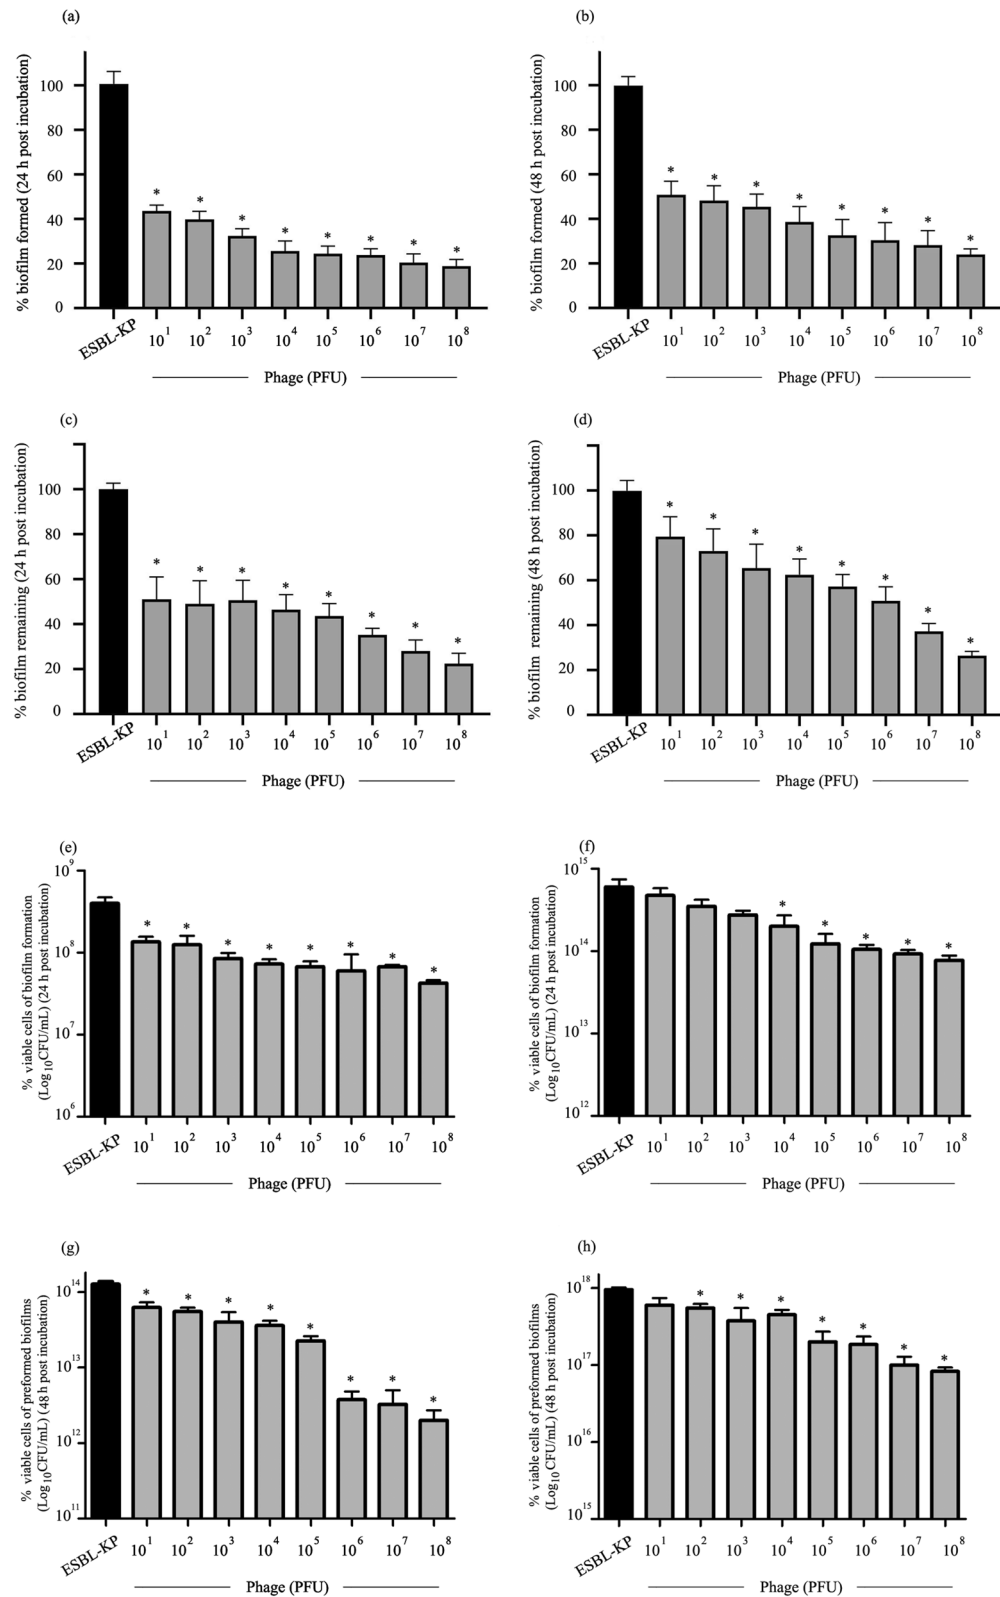 (a)
% biofilm formed (24 h post incubation)
100
80
60
40
20
0
* * * * * * * *
ESBL-KP 10^1 10^2 10^3 10^4 10^5 10^6 10^7 10^8
Phage (PFU)
(b)
% biofilm formed (48 h post incubation)
100
80
60
40
20
0
* * * * * * * *
ESBL-KP 10^1 10^2 10^3 10^4 10^5 10^6 10^7 10^8
Phage (PFU)
(c)
% biofilm remaining (24 h post incubation)
100
80
60
40
20
0
* * * * * * * *
ESBL-KP 10^1 10^2 10^3 10^4 10^5 10^6 10^7 10^8
Phage (PFU)
(d)
% biofilm remaining (48 h post incubation)
100
80
60
40
20
0
* * * * * * * *
ESBL-KP 10^1 10^2 10^3 10^4 10^5 10^6 10^7 10^8
Phage (PFU)
(e)
% viable cells of biofilm formation
(Log10CFU/mL) (24 h post incubation)
10^9
10^8
10^7
10^6
* * * * * * * *
ESBL-KP 10^1 10^2 10^3 10^4 10^5 10^6 10^7 10^8
Phage (PFU)
(f)
% viable cells of biofilm formation
(Log10CFU/mL) (24 h post incubation)
10^15
10^14
10^13
10^12
* * * * *
ESBL-KP 10^1 10^2 10^3 10^4 10^5 10^6 10^7 10^8
Phage (PFU)
(g)
% viable cells of preformed biofilms
(Log10CFU/mL) (48 h post incubation)
10^14
10^13
10^12
10^11
* * * * * * * *
ESBL-KP 10^1 10^2 10^3 10^4 10^5 10^6 10^7 10^8
Phage (PFU)
(h)
% viable cells of preformed biofilms
(Log10CFU/mL) (48 h post incubation)
10^18
10^17
10^16
10^15
* * * * * * *
ESBL-KP 10^1 10^2 10^3 10^4 10^5 10^6 10^7 10^8
Phage (PFU)